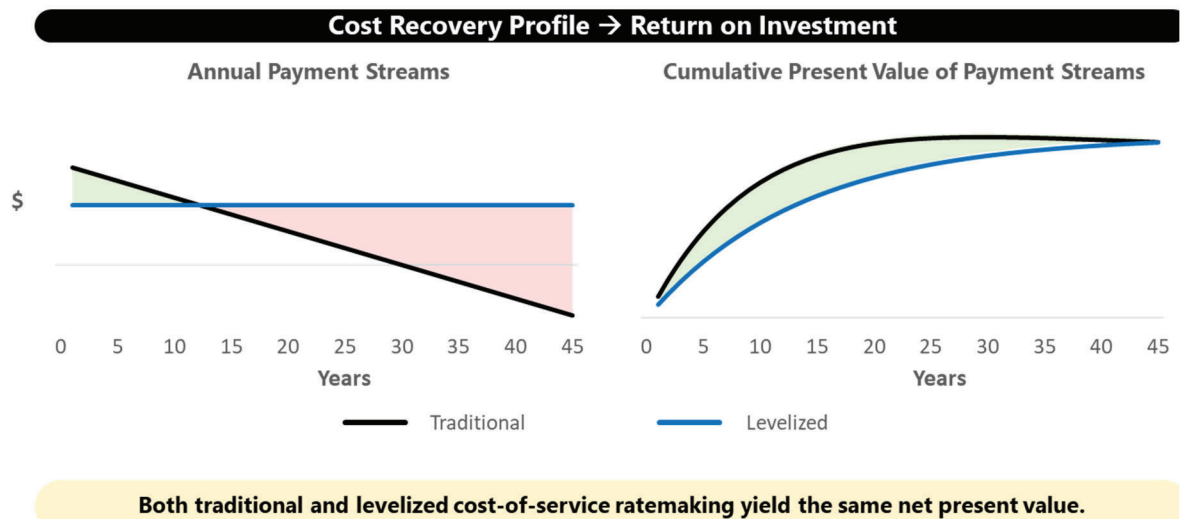 Cost Recovery Profile → Return on Investment
Annual Payment Streams
$
0 5 10 15 20 25 30 35 40 45
Years
Cumulative Present Value of Payment Streams
0 5 10 15 20 25 30 35 40 45
Years
Traditional
Levelized
Both traditional and levelized cost-of-service ratemaking yield the same net present value.